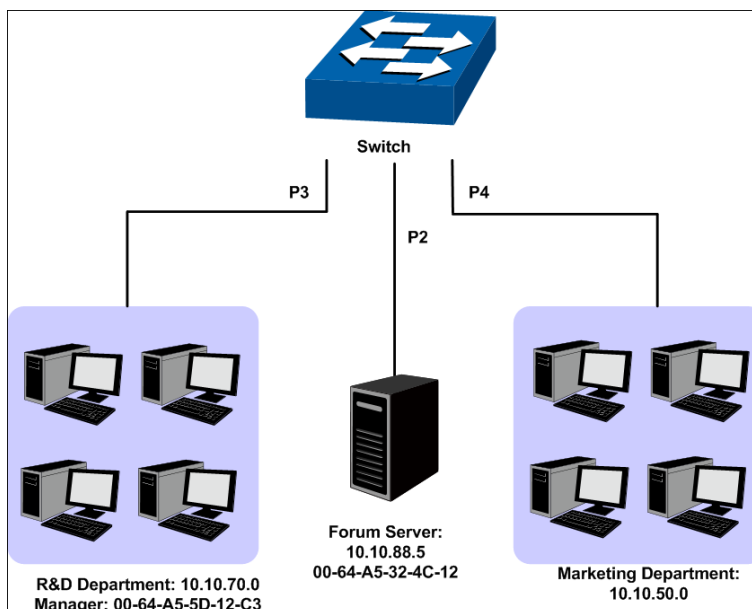 Switch
P3
P4
P2
Forum Server:
10.10.88.5
00-64-A5-32-4C-12
R&D Department: 10.10.70.0
Manager: 00-64-A5-5D-12-C3
Marketing Department:
10.10.50.0